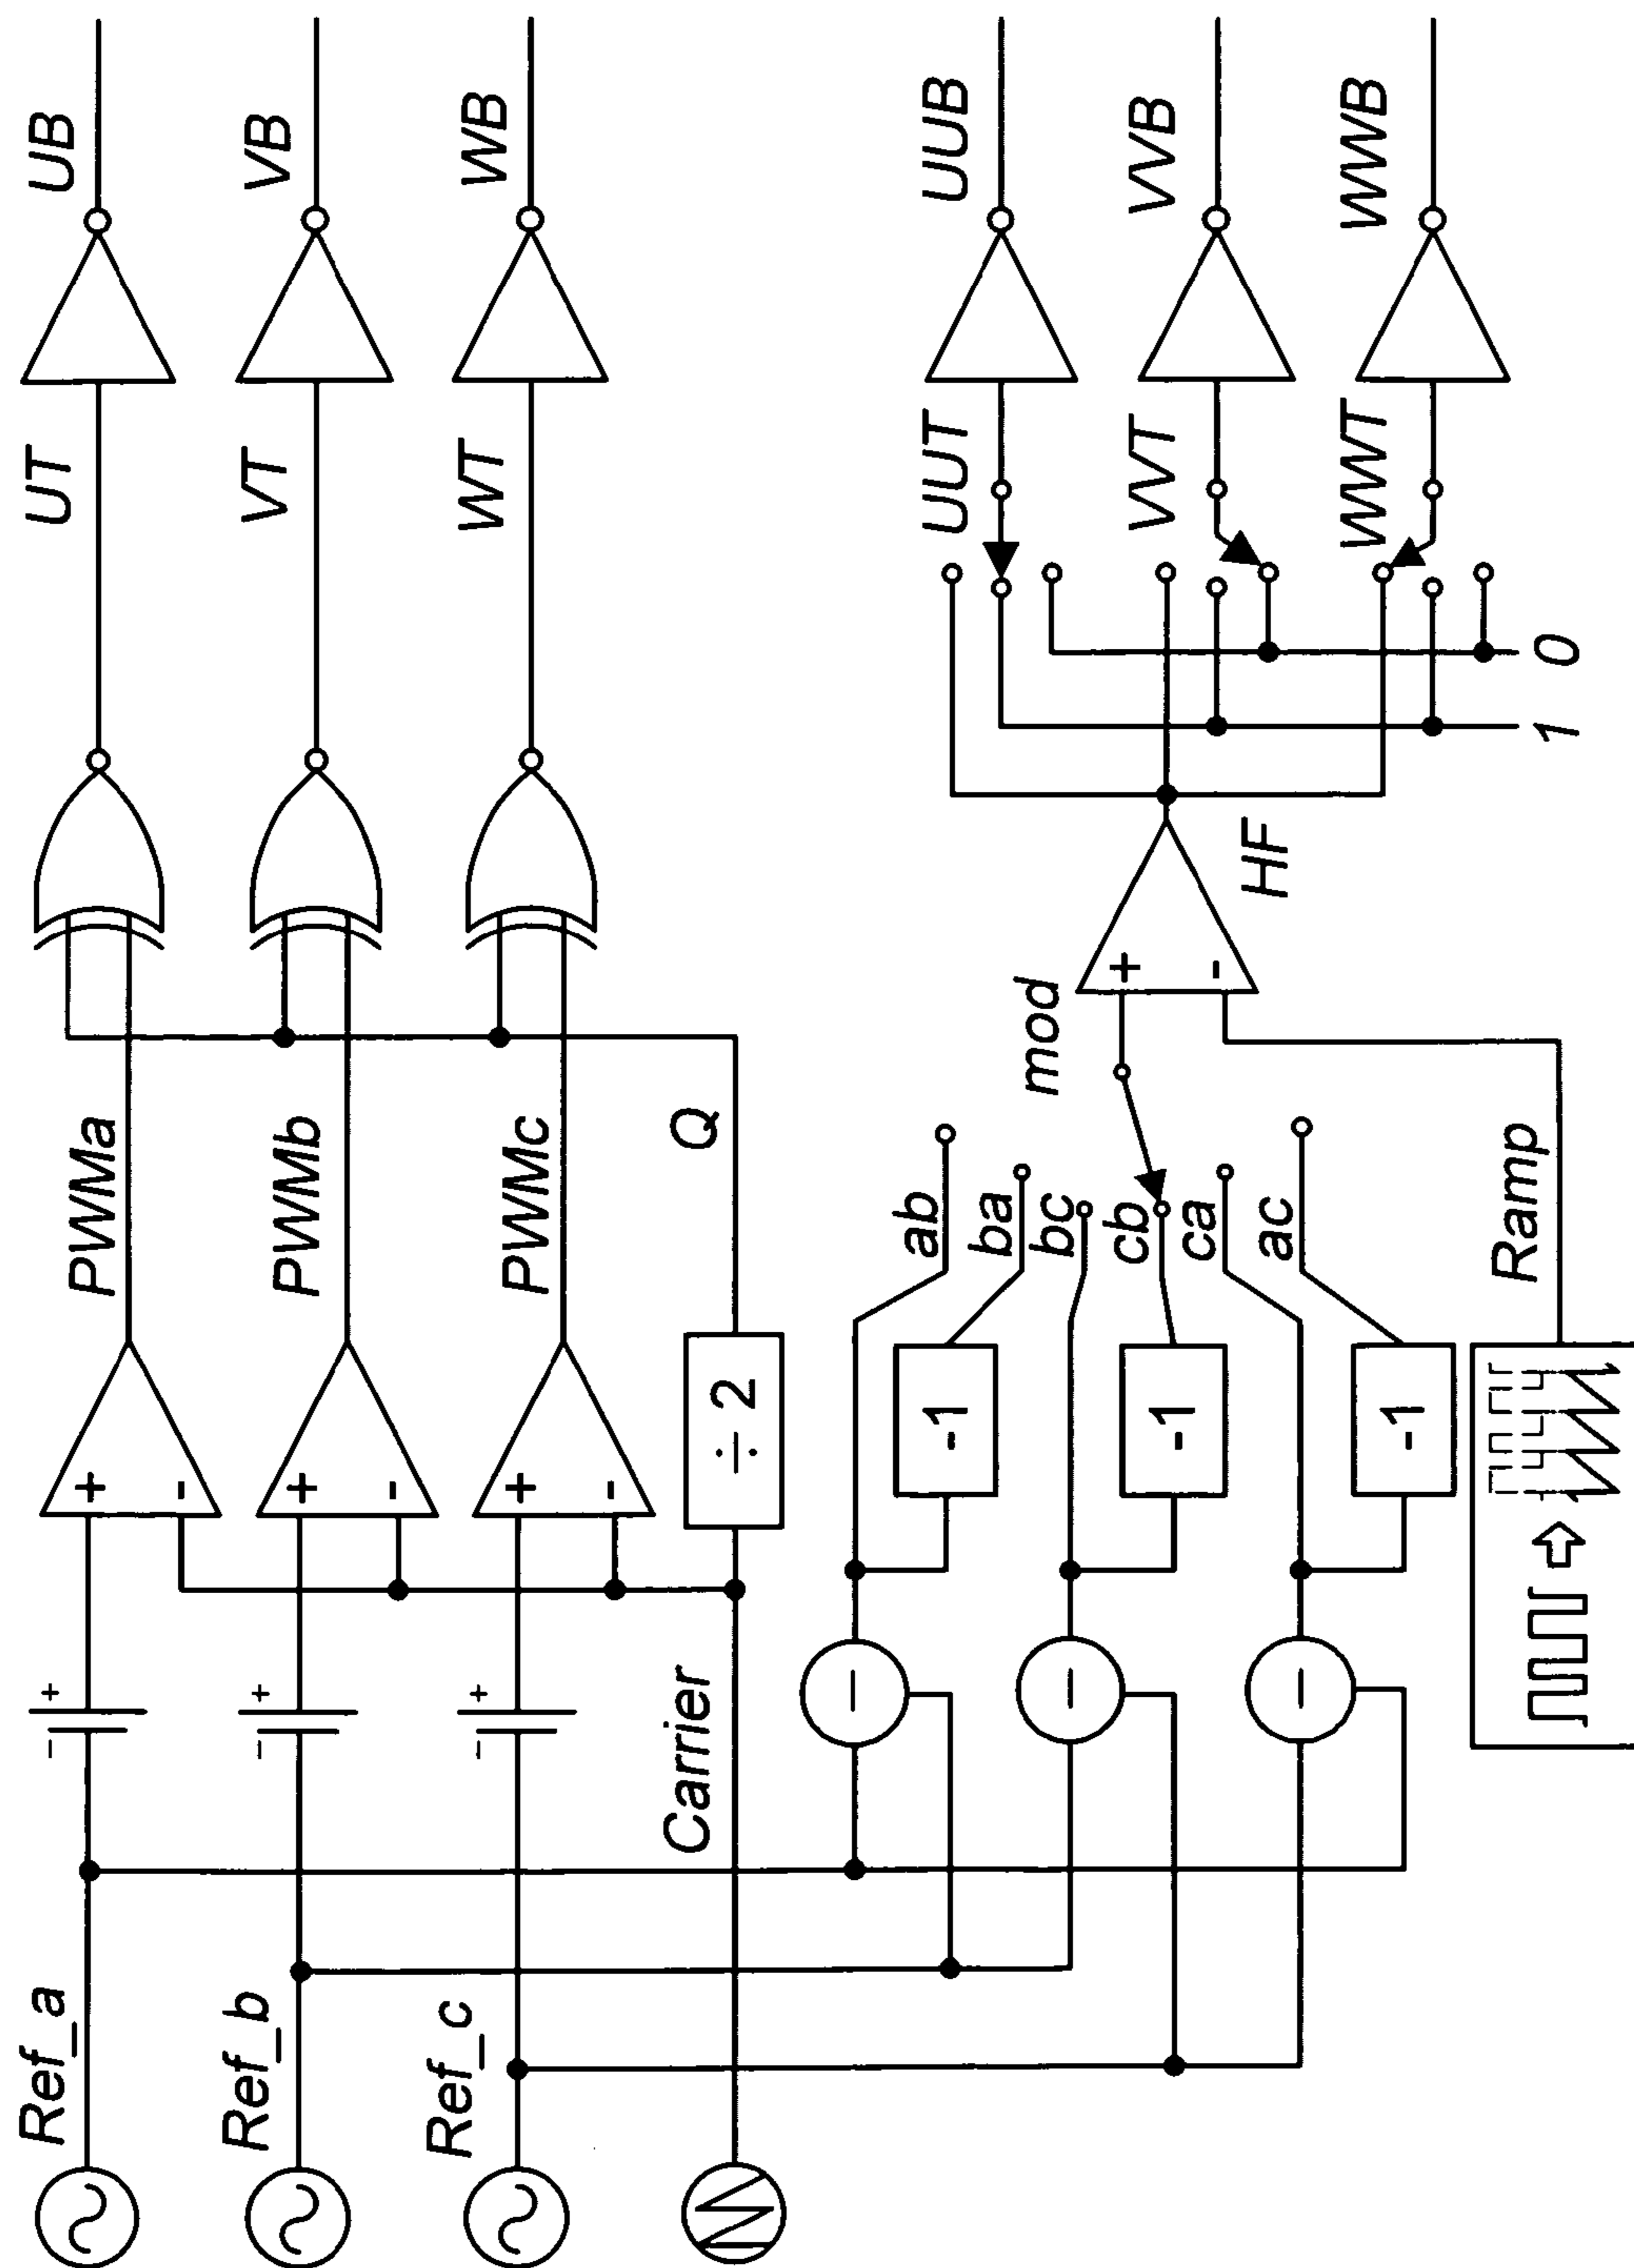 Ref_a
Ref_b
Ref_c
Carrier
- +
- +
- +
+
-
+
-
+
-
÷ 2
PWMa
PWMb
PWMc
Q
UT
VT
WT
UB
VB
WB
-1
-1
-1
ab
ba
bc
cb
ca
ac
mod
Ramp
+
-
HF
1
0
UUT
VVT
WWT
UUB
VVB
WWB